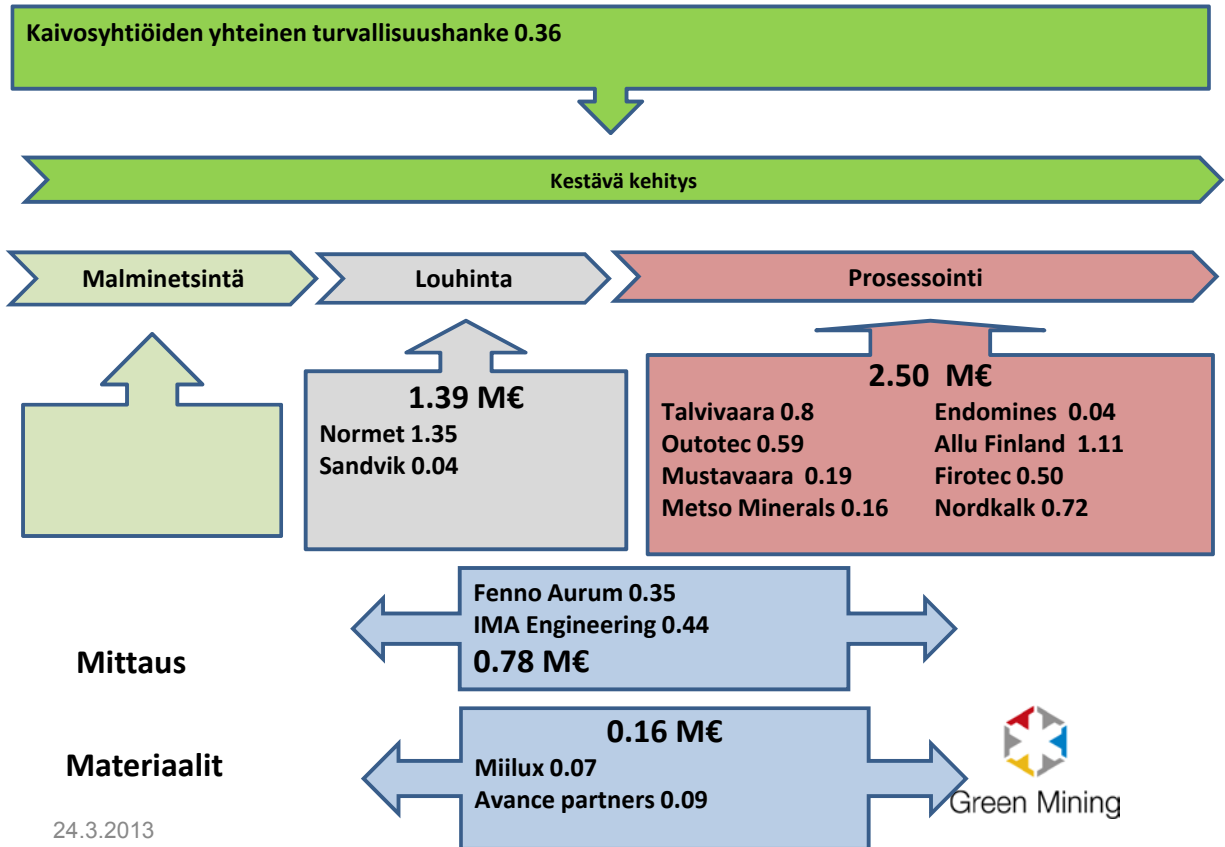 Kaivosyhtiöiden yhteinen turvallisuushanke 0.36
Kestävä kehitys
Malminetsintä
Louhinta
Prosessointi
1.39 M€
Normet 1.35
Sandvik 0.04
2.50 M€
Talvivaara 0.8
Outotec 0.59
Mustavaara 0.19
Metso Minerals 0.16
Endomines 0.04
Allu Finland 1.11
Firotec 0.50
Nordkalk 0.72
Mittaus
Fenno Aurum 0.35
IMA Engineering 0.44
0.78 M€
Materiaalit
0.16 M€
Miilux 0.07
Avance partners 0.09
Green Mining
24.3.2013